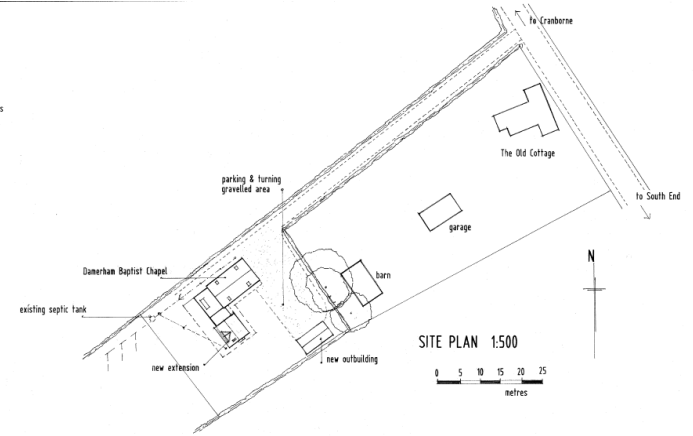 to Cranborne
s
The Old Cottage
parking & turning
gravelled area
to South End
garage
N
Damerham Baptist Chapel
barn
existing septic tank
SITE PLAN 1:500
new extension
new outbuilding
0 5 10 15 20 25
metres